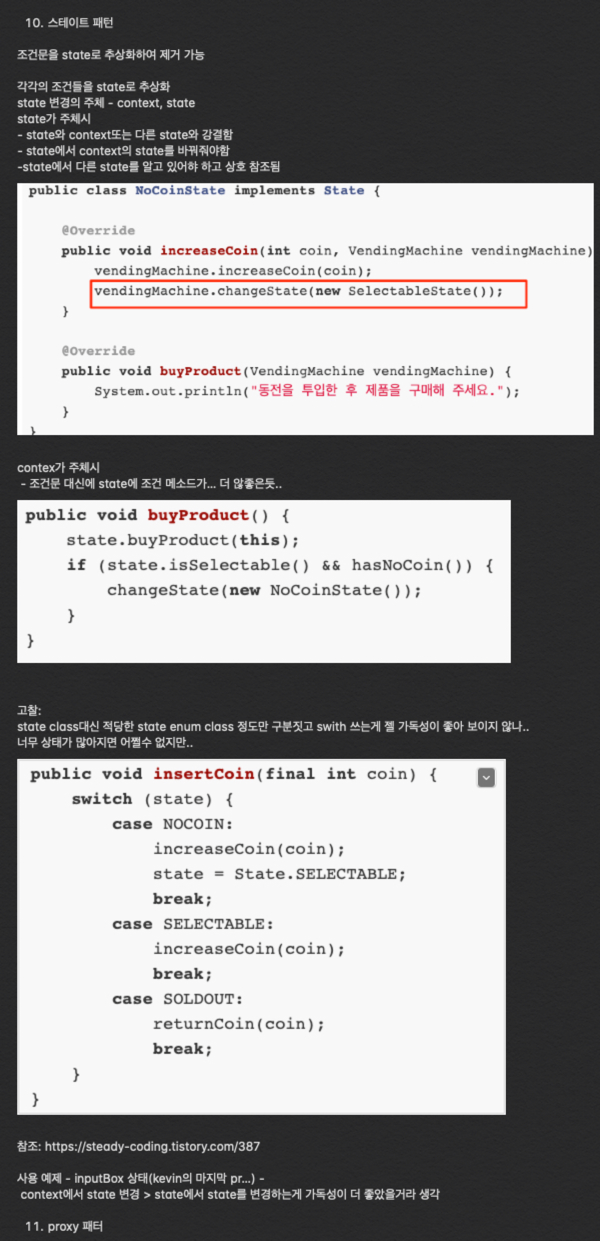 10. 스테이트 패턴
조건문을 state로 추상화하여 제거 가능
각각의 조건들을 state로 추상화
state 변경의 주체 - context, state
state가 주체시
- state와 context또는 다른 state와 강결함
- state에서 context의 state를 바꿔줘야함
-state에서 다른 state를 알고 있어햐 하고 상호 참조됨
public class NoCoinState implements State {
@Override
public void increaseCoin(int coin, VendingMachine vendingMachine)
vendingMachine.increaseCoin(coin);
vendingMachine.changeState(new SelectableState());
}
@Override
public void buyProduct(VendingMachine vendingMachine) {
System.out.println("동전을 투입한 후 제품을 구매해 주세요.");
}
}
contex가 주체시
- 조건문 대신에 state에 조건 메소드가... 더 않좋은듯..
public void buyProduct() {
state.buyProduct(this);
if (state.isSelectable() && hasNoCoin()) {
changeState(new NoCoinState());
}
}
고찰:
state class대신 적당한 state enum class 정도만 구분짓고 swith 쓰는게 젤 가독성이 좋아 보이지 않나..
너무 상태가 많아지면 어쩔수 없지만..
public void insertCoin(final int coin) {
switch (state) {
case NOCOIN:
increaseCoin(coin);
state = State.SELECTABLE;
break;
case SELECTABLE:
increaseCoin(coin);
break;
case SOLDOUT:
returnCoin(coin);
break;
}
}
참조: https://steady-coding.tistory.com/387
사용 예제 - inputBox 상태(kevin의 마지막 pr...) -
context에서 state 변경 > state에서 state를 변경하는게 가독성이 더 좋았을거라 생각
11. proxy 패터